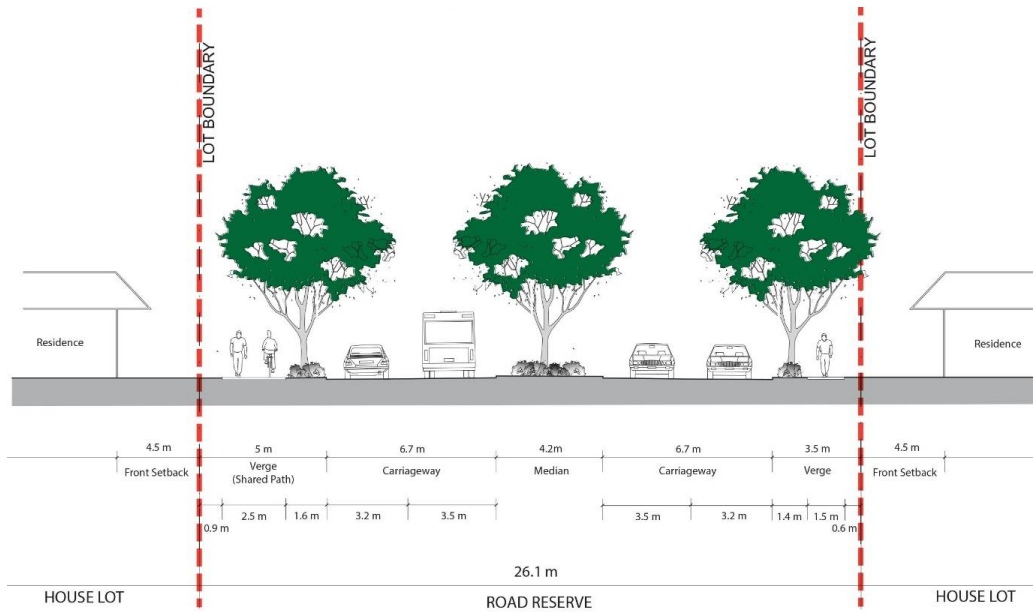 LOT BOUNDARY
LOT BOUNDARY
Residence
Residence
4.5 m
5 m
6.7 m
4.2m
6.7 m
3.5 m
4.5 m
Front Setback
Verge
(Shared Path)
Carriageway
Median
Carriageway
Verge
Front Setback
0.9 m
2.5 m
1.6 m
3.2 m
3.5 m
3.5 m
3.2 m
1.4 m
1.5 m
0.6 m
26.1 m
HOUSE LOT
ROAD RESERVE
HOUSE LOT